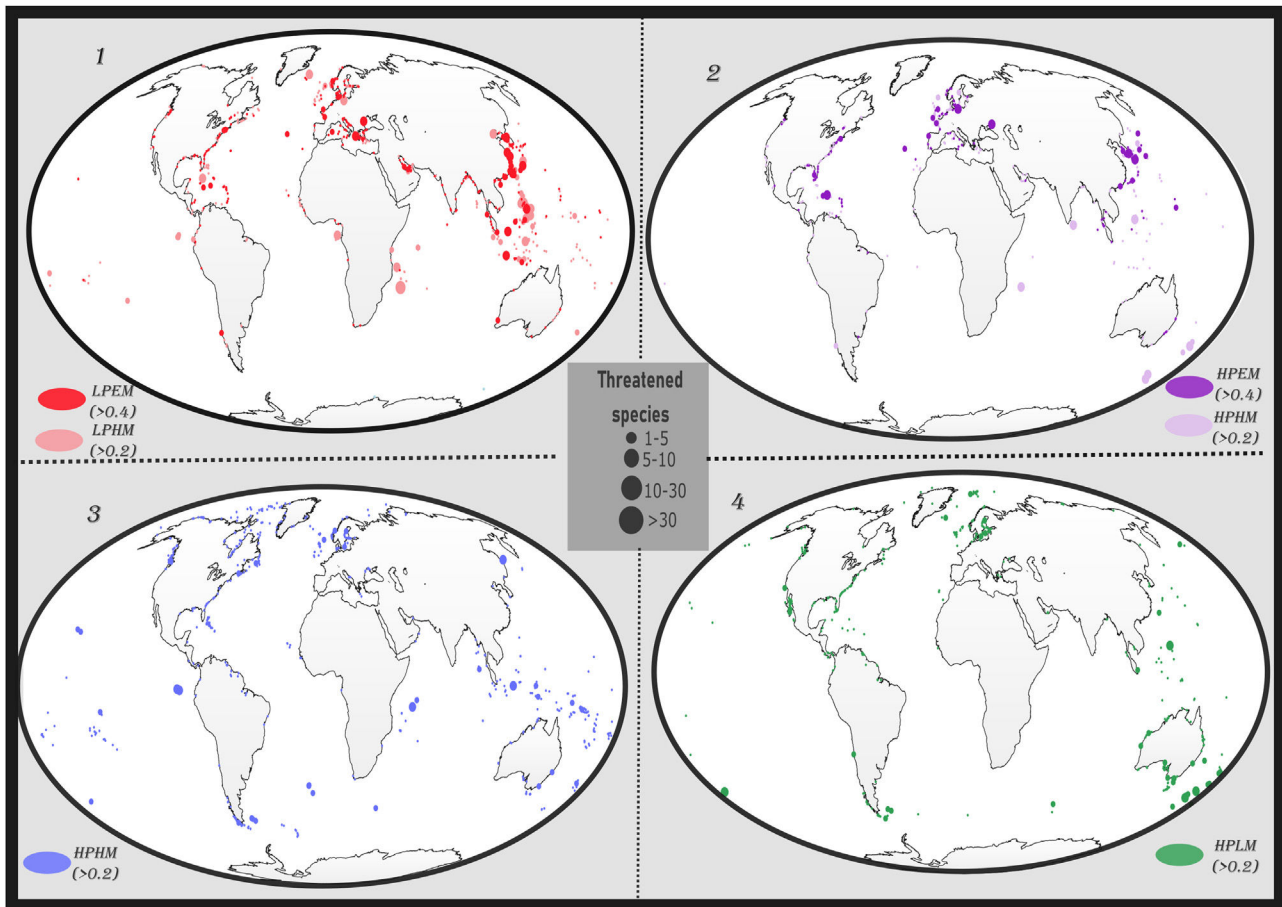 1
2
LPEM
(>0.4)
LPHM
(>0.2)
Threatened
species
1-5
5-10
10-30
>30
HPEM
(>0.4)
HPHM
(>0.2)
3
4
HPHM
(>0.2)
HPLM
(>0.2)